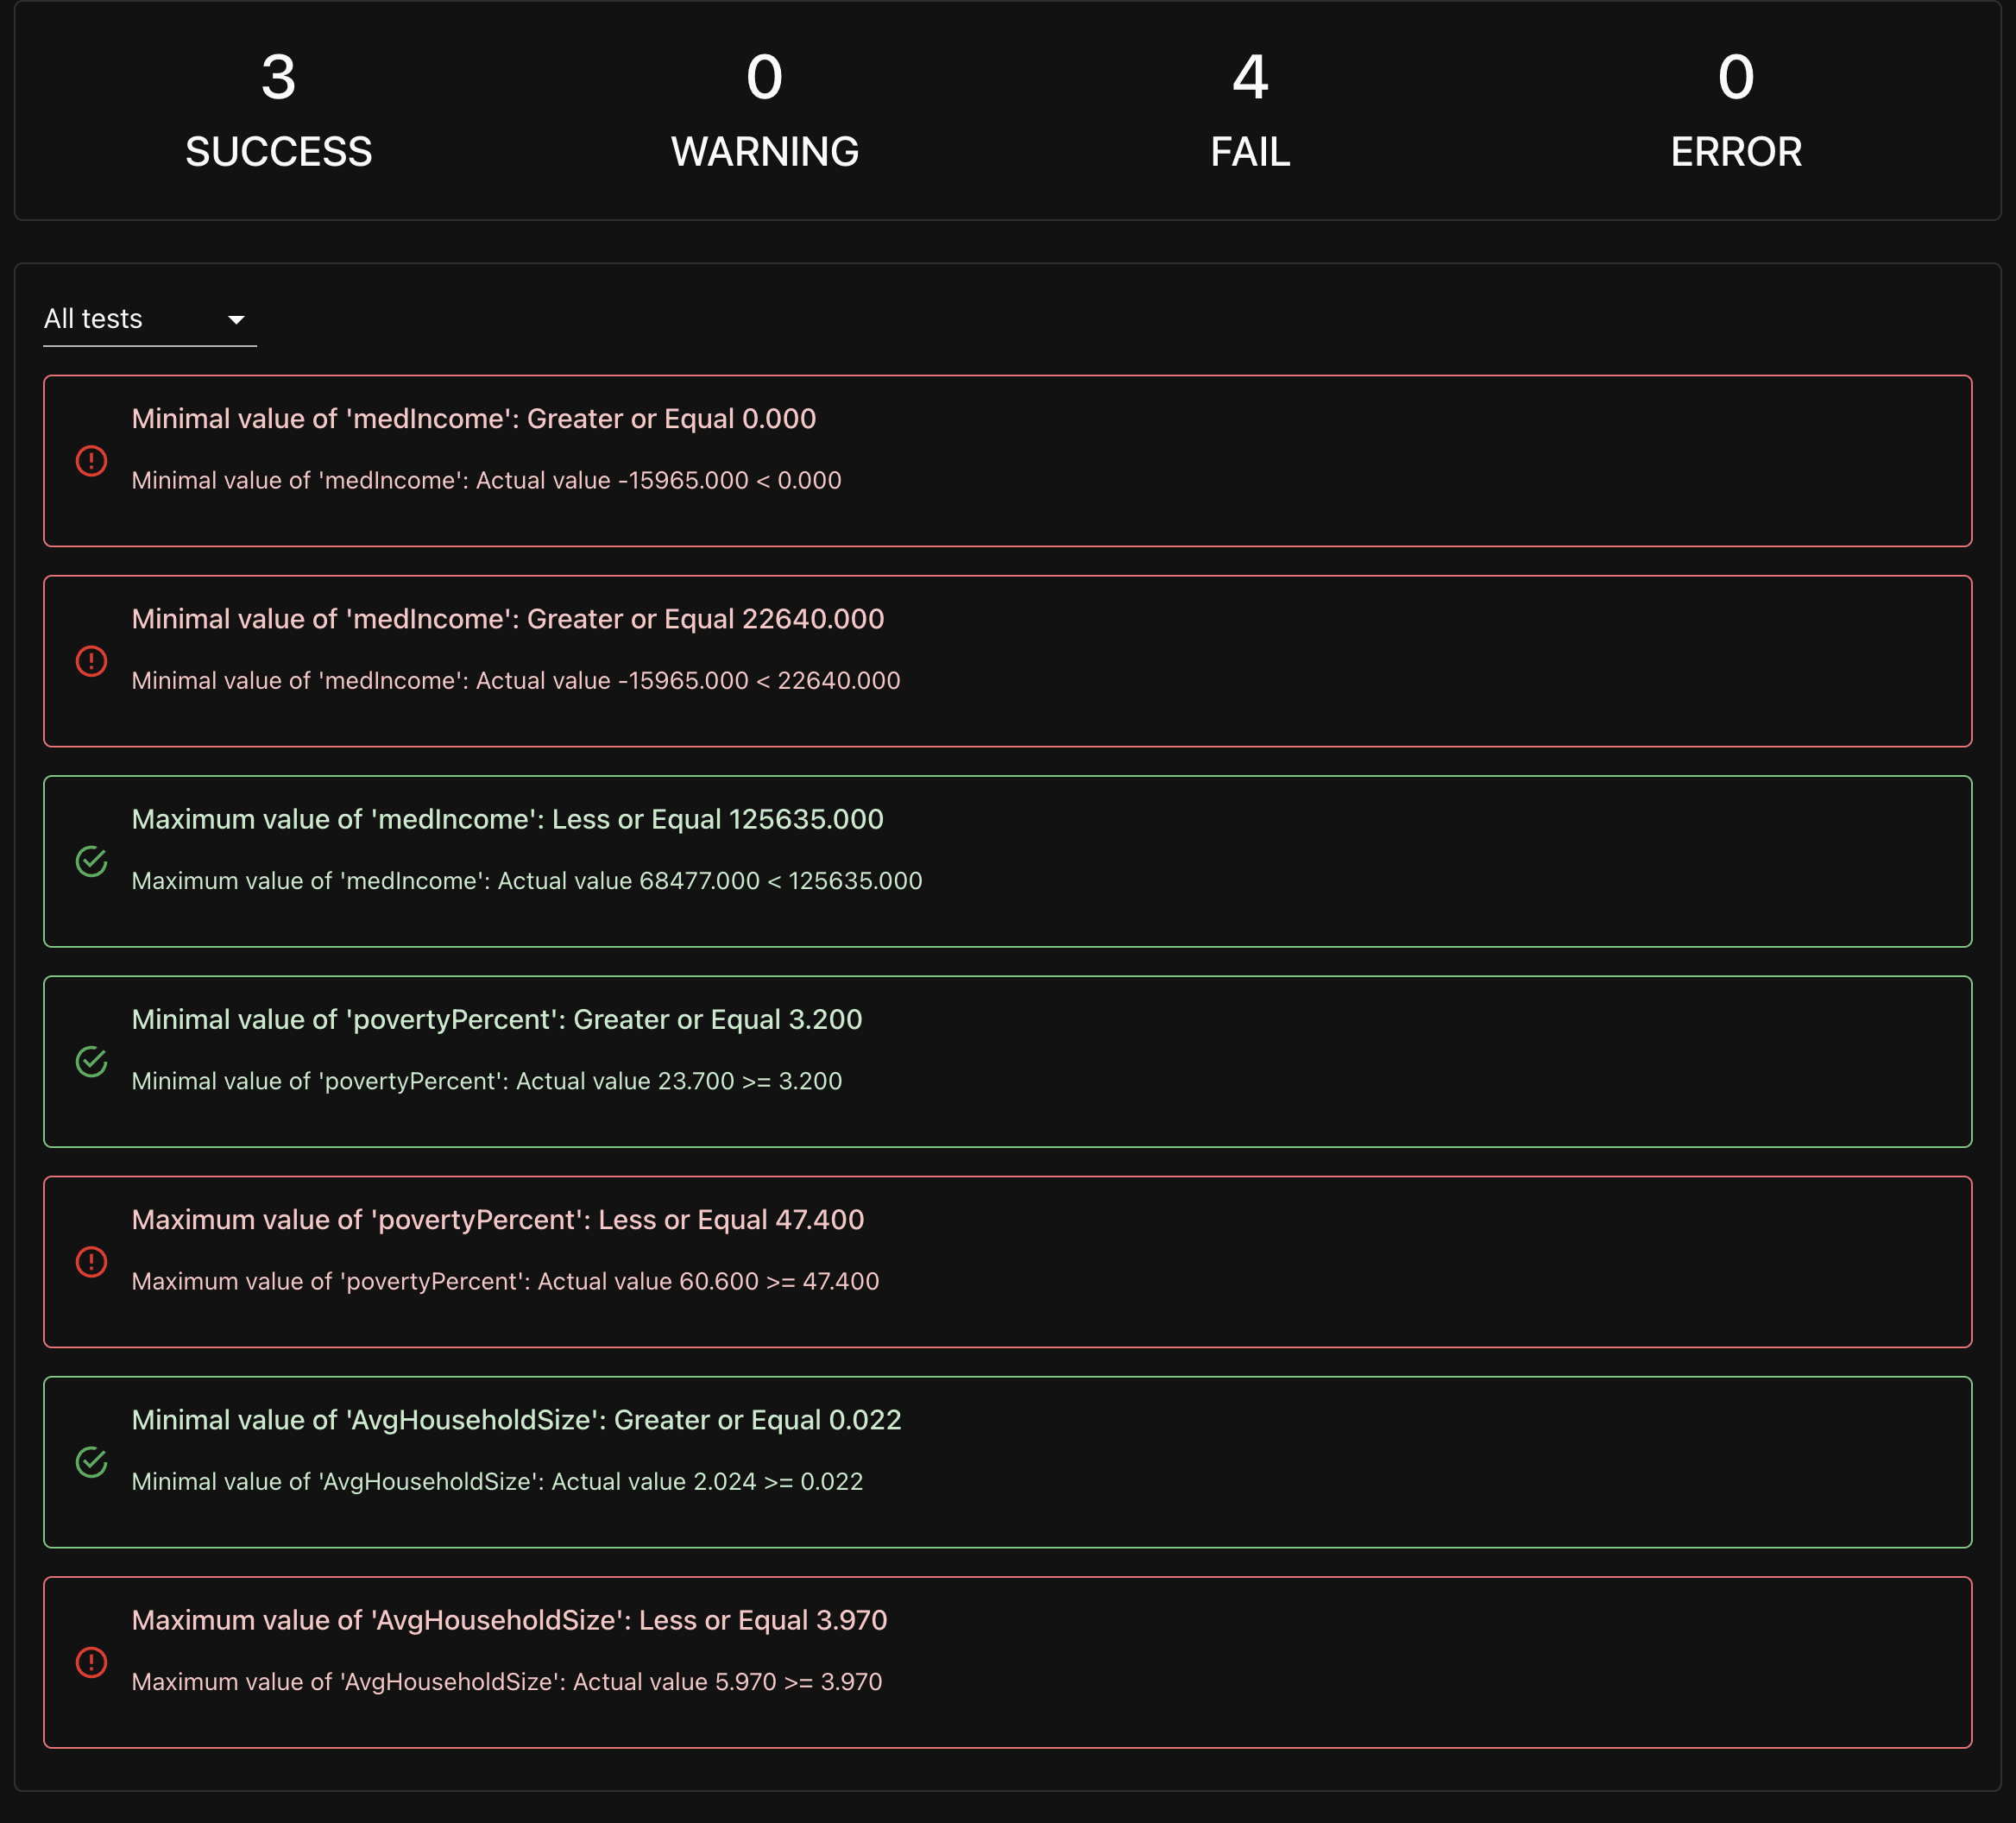 3
SUCCESS
0
WARNING
4
FAIL
0
ERROR
All tests
Minimal value of 'medIncome': Greater or Equal 0.000
Minimal value of 'medIncome': Actual value -15965.000 < 0.000
Minimal value of 'medIncome': Greater or Equal 22640.000
Minimal value of 'medIncome': Actual value -15965.000 < 22640.000
Maximum value of 'medIncome': Less or Equal 125635.000
Maximum value of 'medIncome': Actual value 68477.000 < 125635.000
Minimal value of 'povertyPercent': Greater or Equal 3.200
Minimal value of 'povertyPercent': Actual value 23.700 >= 3.200
Maximum value of 'povertyPercent': Less or Equal 47.400
Maximum value of 'povertyPercent': Actual value 60.600 >= 47.400
Minimal value of 'AvgHouseholdSize': Greater or Equal 0.022
Minimal value of 'AvgHouseholdSize': Actual value 2.024 >= 0.022
Maximum value of 'AvgHouseholdSize': Less or Equal 3.970
Maximum value of 'AvgHouseholdSize': Actual value 5.970 >= 3.970